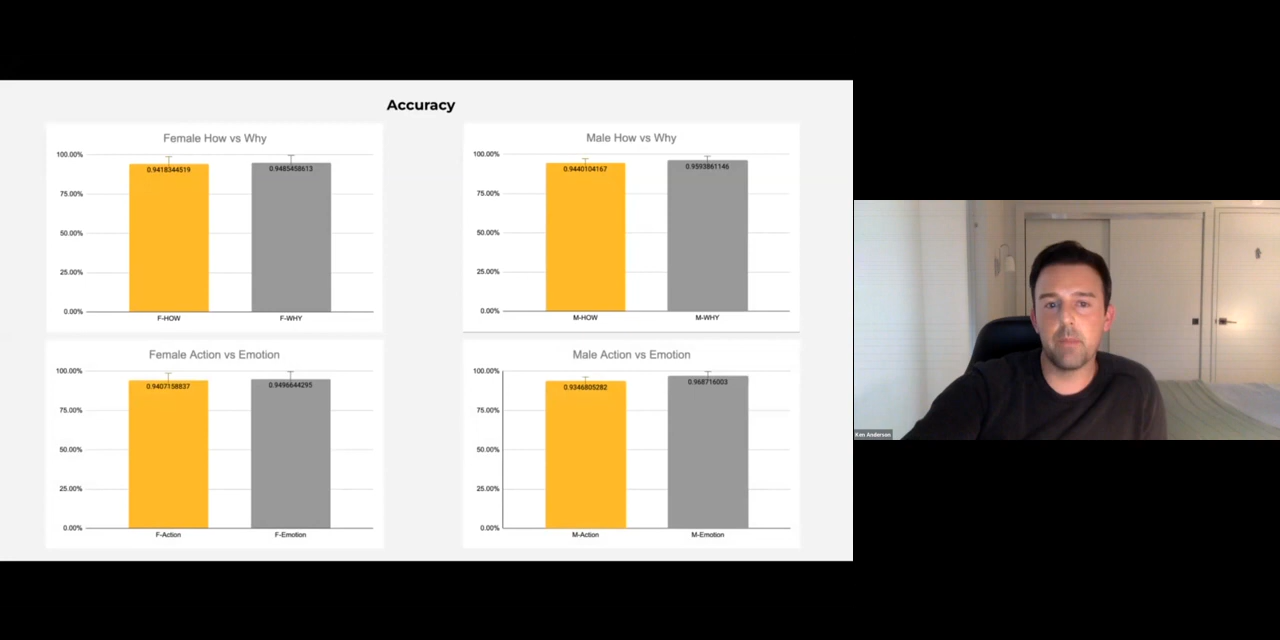 Accuracy
Female How vs Why
100.00%
75.00%
50.00%
25.00%
0.00%
0.9418344519
0.9485458613
F-HOW
F-WHY
Male How vs Why
100.00%
75.00%
50.00%
25.00%
0.00%
0.9440104167
0.9593861146
M-HOW
M-WHY
Female Action vs Emotion
100.00%
75.00%
50.00%
25.00%
0.00%
0.9407158837
0.9496644295
F-Action
F-Emotion
Male Action vs Emotion
100.00%
75.00%
50.00%
25.00%
0.00%
0.9346805282
0.968716003
M-Action
M-Emotion
Ken Anderson